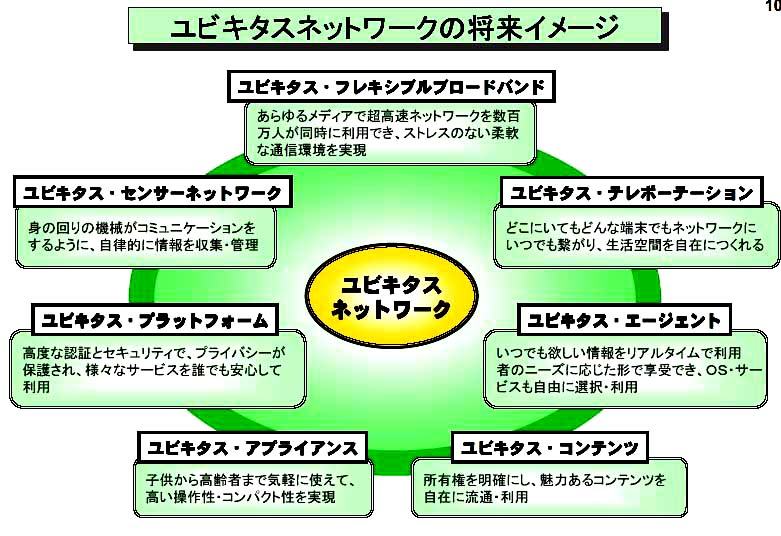 10
ユビキタスネットワークの将来イメージ
ユビキタス・フレキシブルブロードバンド
あらゆるメディアで超高速ネットワークを数百
万人が同時に利用でき、ストレスのない柔軟
な通信環境を実現
ユビキタス・センサーネットワーク
身の回りの機械がコミュニケーションを
するように、自律的に情報を収集・管理
ユビキタス・テレポーテーション
どこにいてもどんな端末でもネットワークに
いつでも繋がり、生活空間を自在につくれる
ユビキタス
ネットワーク
ユビキタス・プラットフォーム
高度な認証とセキュリティで、プライバシーが
保護され、様々なサービスを誰でも安心して
利用
ユビキタス・エージェント
いつでも欲しい情報をリアルタイムで利用
者のニーズに応じた形で享受でき、OS・サー
ビスも自由に選択・利用
ユビキタス・アプライアンス
子供から高齢者まで気軽に使えて、
高い操作性・コンパクト性を実現
ユビキタス・コンテンツ
所有権を明確にし、魅力あるコンテンツを
自在に流通・利用